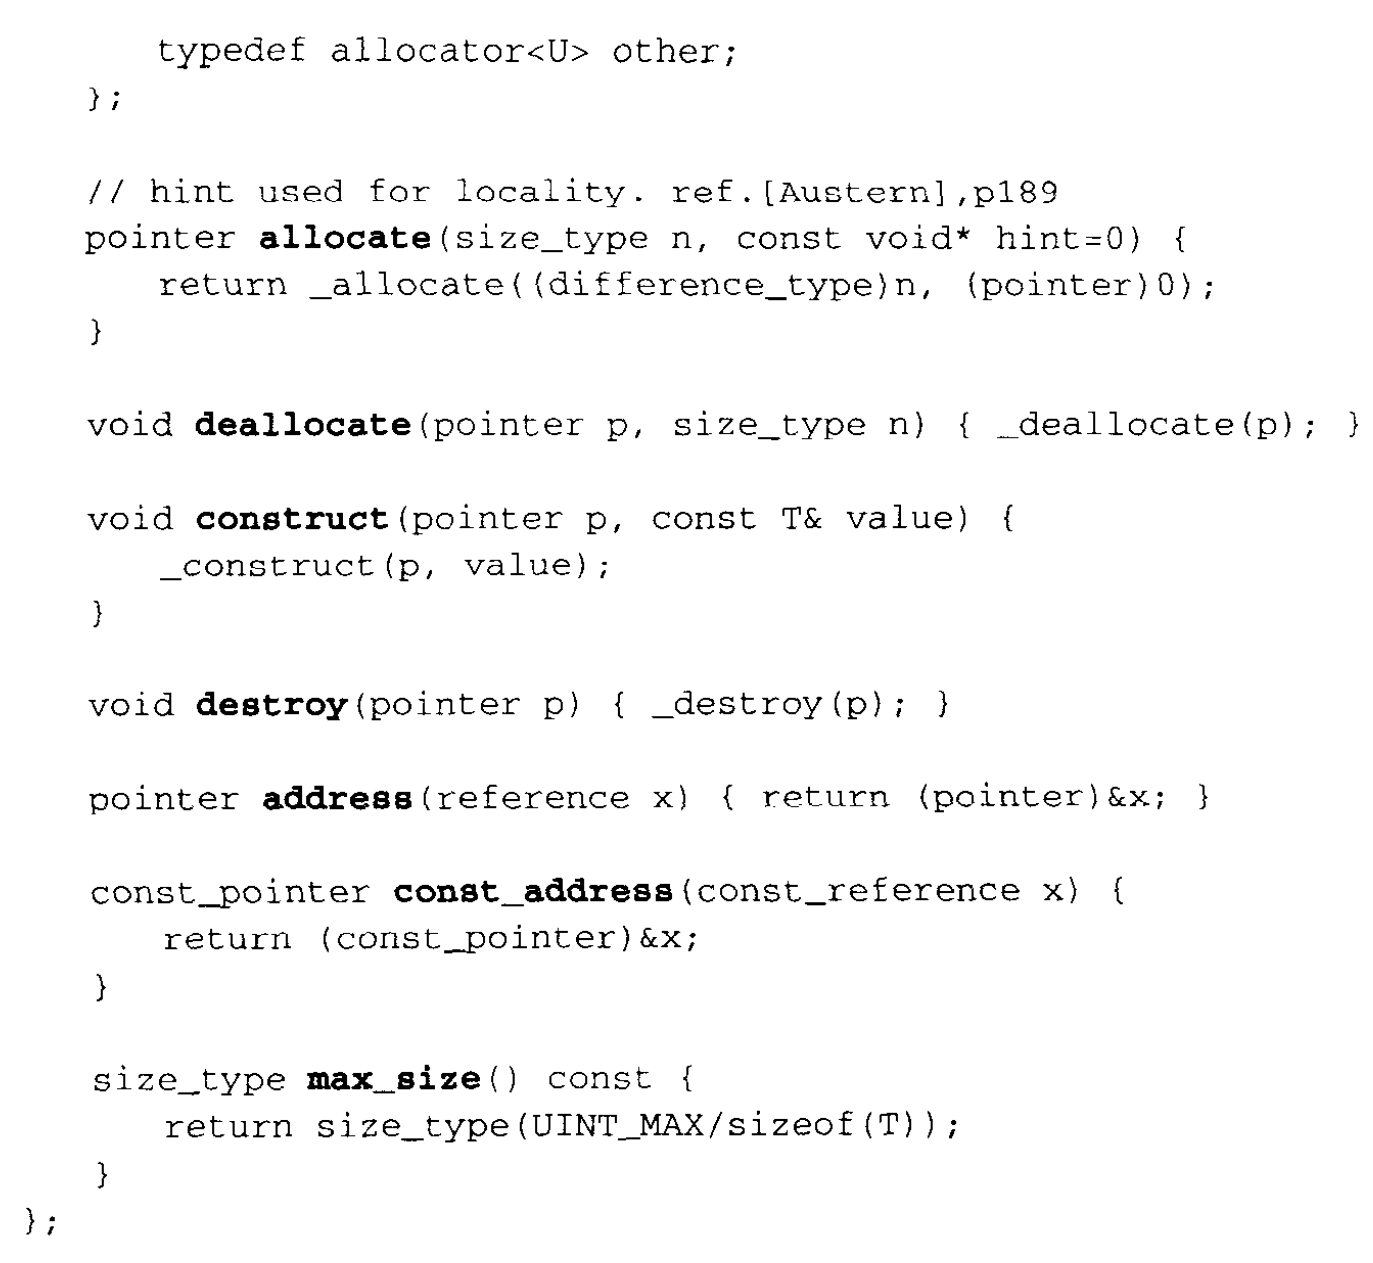 typedef allocator<U> other;
};
// hint used for locality. ref.[Austern],p189
pointer allocate(size_type n, const void* hint=0) {
return _allocate((difference_type)n, (pointer)0);
}
void deallocate(pointer p, size_type n) { _deallocate(p); }
void construct(pointer p, const T& value) {
_construct(p, value);
}
void destroy(pointer p) { _destroy(p); }
pointer address(reference x) { return (pointer)&x; }
const_pointer const_address(const_reference x) {
return (const_pointer)&x;
}
size_type max_size() const {
return size_type(UINT_MAX/sizeof(T));
}
};